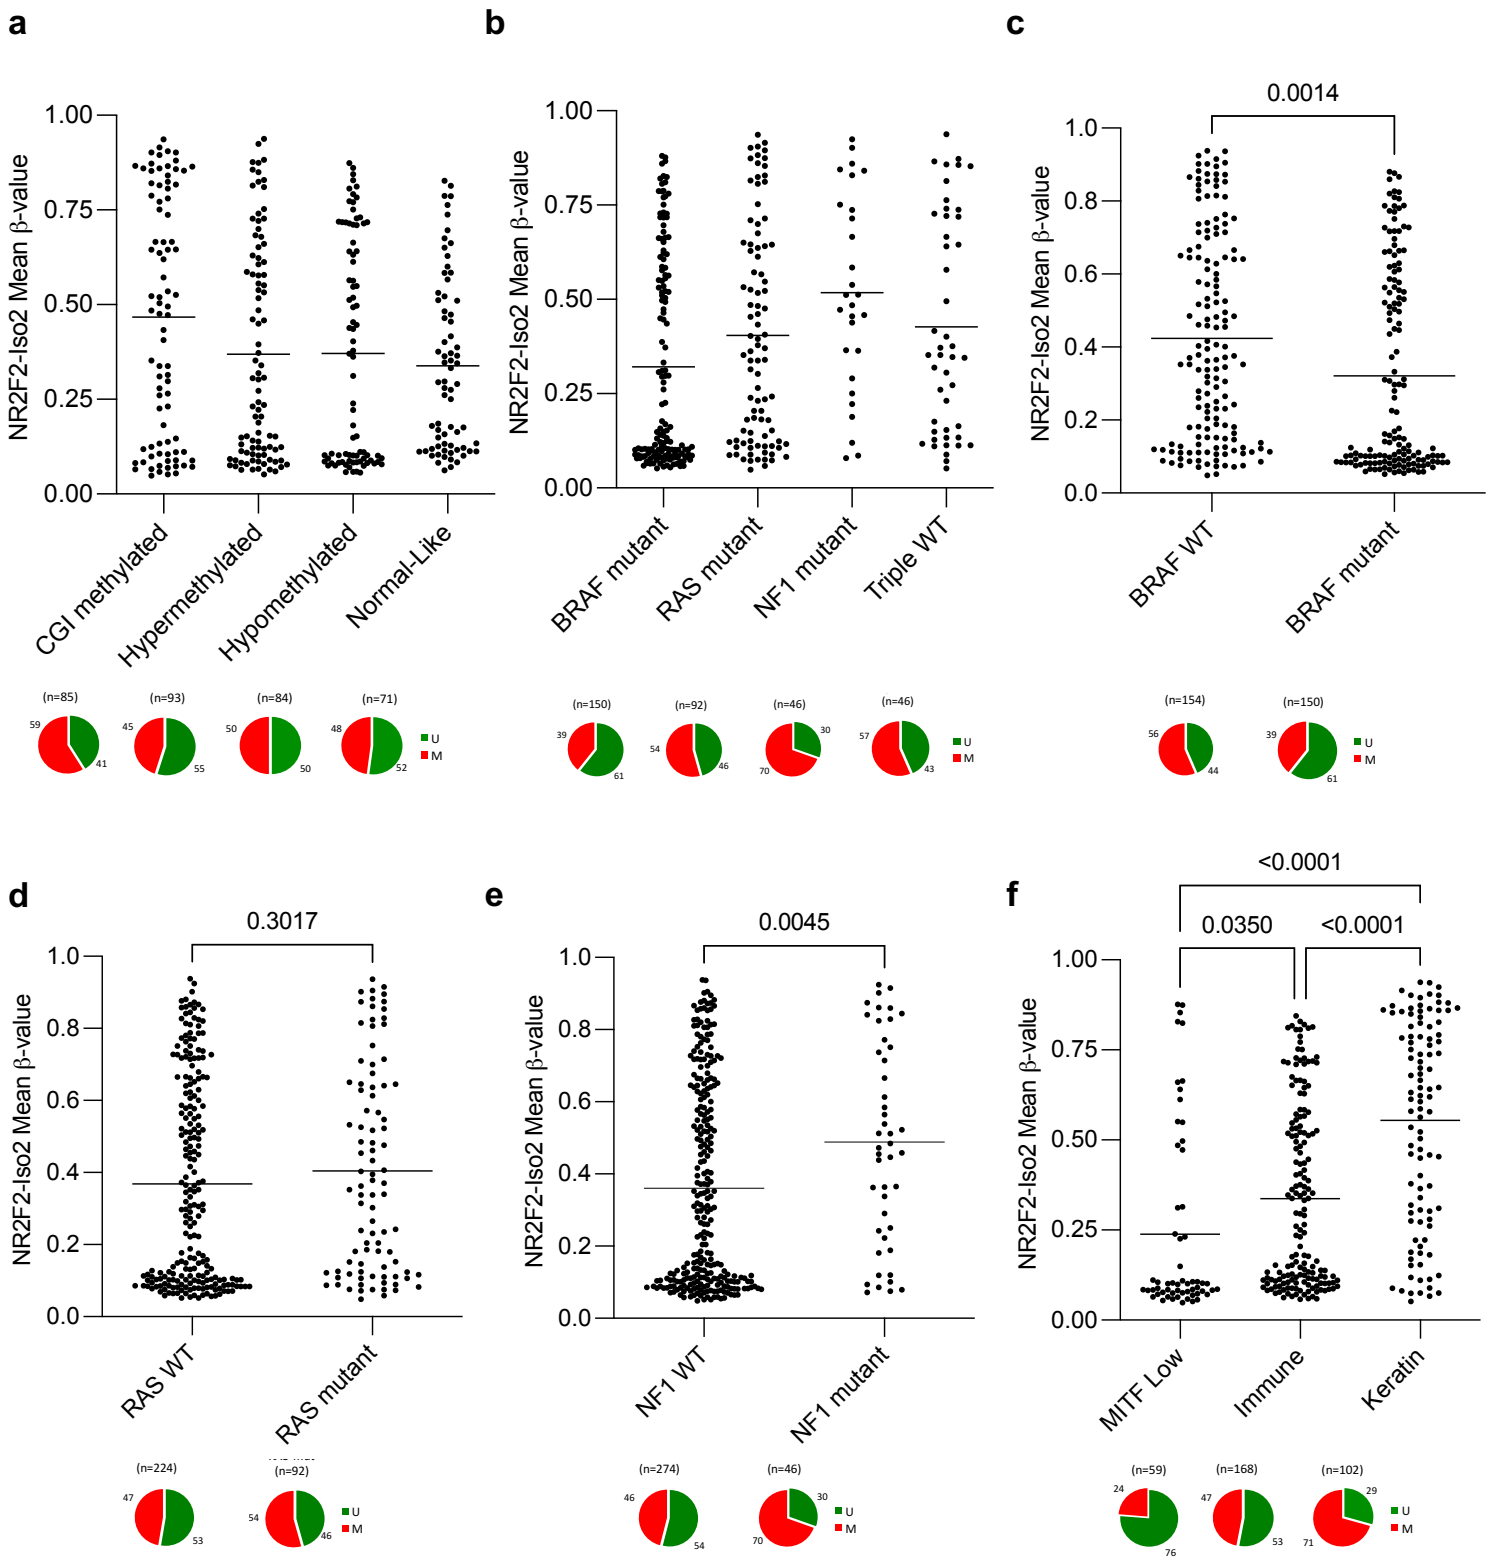 a
NR2F2-Iso2 Mean β-value
1.00
0.75
0.50
0.25
0.00
CGI methylated
Hypermethylated
Hypomethylated
Normal-Like
(n=85)
59
41
(n=93)
45
55
(n=84)
50
50
(n=71)
48
52
U
M
b
NR2F2-Iso2 Mean β-value
1.00
0.75
0.50
0.25
0.00
BRAF mutant
RAS mutant
NF1 mutant
Triple WT
(n=150)
39
61
(n=92)
54
46
(n=46)
30
70
(n=46)
57
43
U
M
c
0.0014
NR2F2-Iso2 Mean β-value
1.0
0.8
0.6
0.4
0.2
0.0
BRAF WT
BRAF mutant
(n=154)
56
44
(n=150)
39
61
U
M
d
0.3017
NR2F2-Iso2 Mean β-value
1.0
0.8
0.6
0.4
0.2
0.0
RAS WT
RAS mutant
(n=224)
47
53
(n=92)
54
46
U
M
e
0.0045
NR2F2-Iso2 Mean β-value
1.0
0.8
0.6
0.4
0.2
0.0
NF1 WT
NF1 mutant
(n=274)
46
54
(n=46)
30
70
U
M
f
<0.0001
0.0350
<0.0001
NR2F2-Iso2 Mean β-value
1.00
0.75
0.50
0.25
0.00
MITF Low
Immune
Keratin
(n=59)
24
76
(n=168)
47
53
(n=102)
29
71
U
M